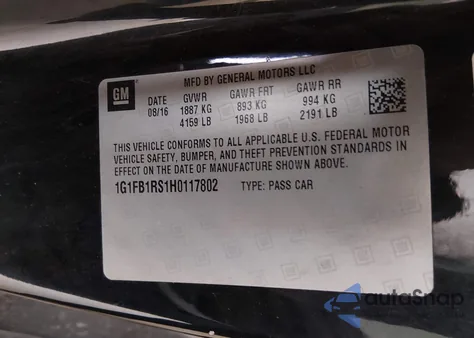 MFD BY GENERAL MOTORS LLC
GM
DATE GVWR GAWR FRT GAWR RR
08/16 1887 KG 893 KG 994 KG
4159 LB 1968 LB 2191 LB
THIS VEHICLE CONFORMS TO ALL APPLICABLE U.S. FEDERAL MOTOR
VEHICLE SAFETY, BUMPER, AND THEFT PREVENTION STANDARDS IN
EFFECT ON THE DATE OF MANUFACTURE SHOWN ABOVE.
1G1FB1RS1H0117802 TYPE: PASS CAR
autoSnap